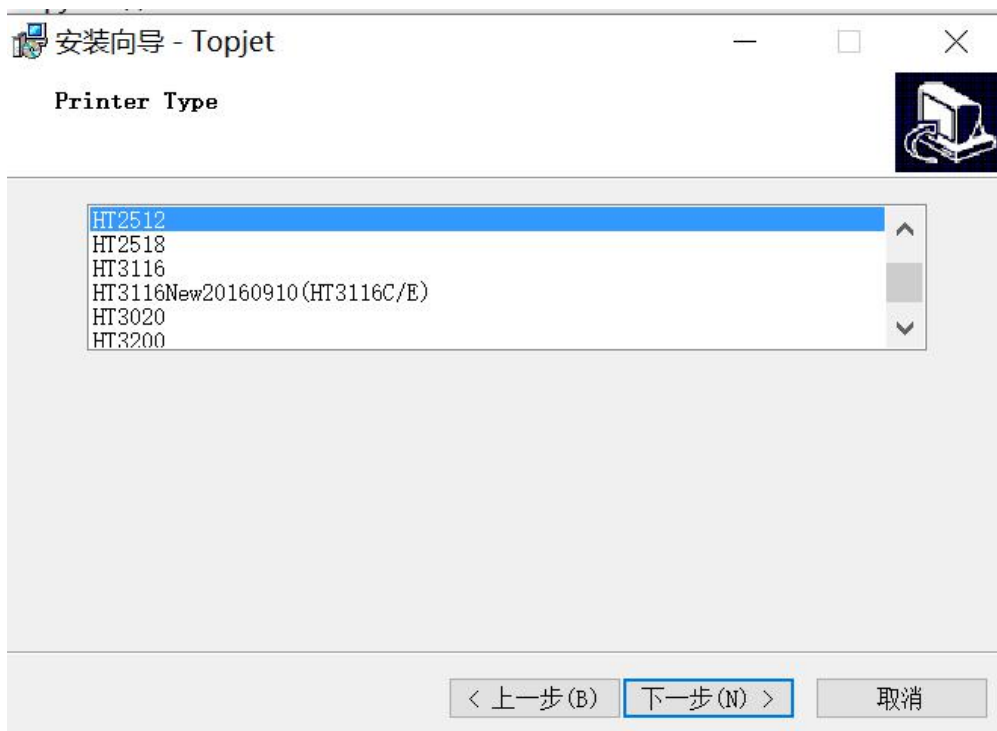 安装向导 - Topjet
Printer Type
HT2512
HT2518
HT3116
HT3116New20160910(HT3116C/E)
HT3020
HT3200
< 上一步(B)
下一步(N) >
取消